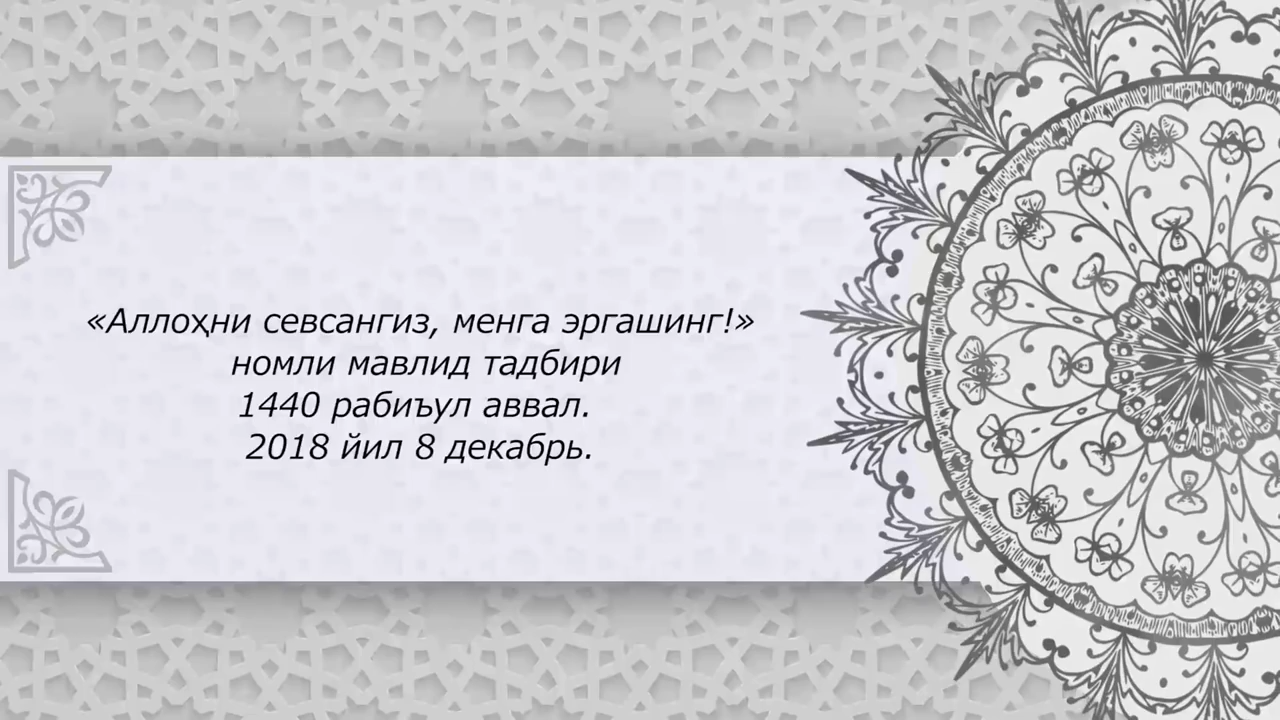 «Аллоҳни севсангиз, менга эргашинг!»
номли мавлид тадбири
1440 рабиъул аввал.
2018 йил 8 декабрь.